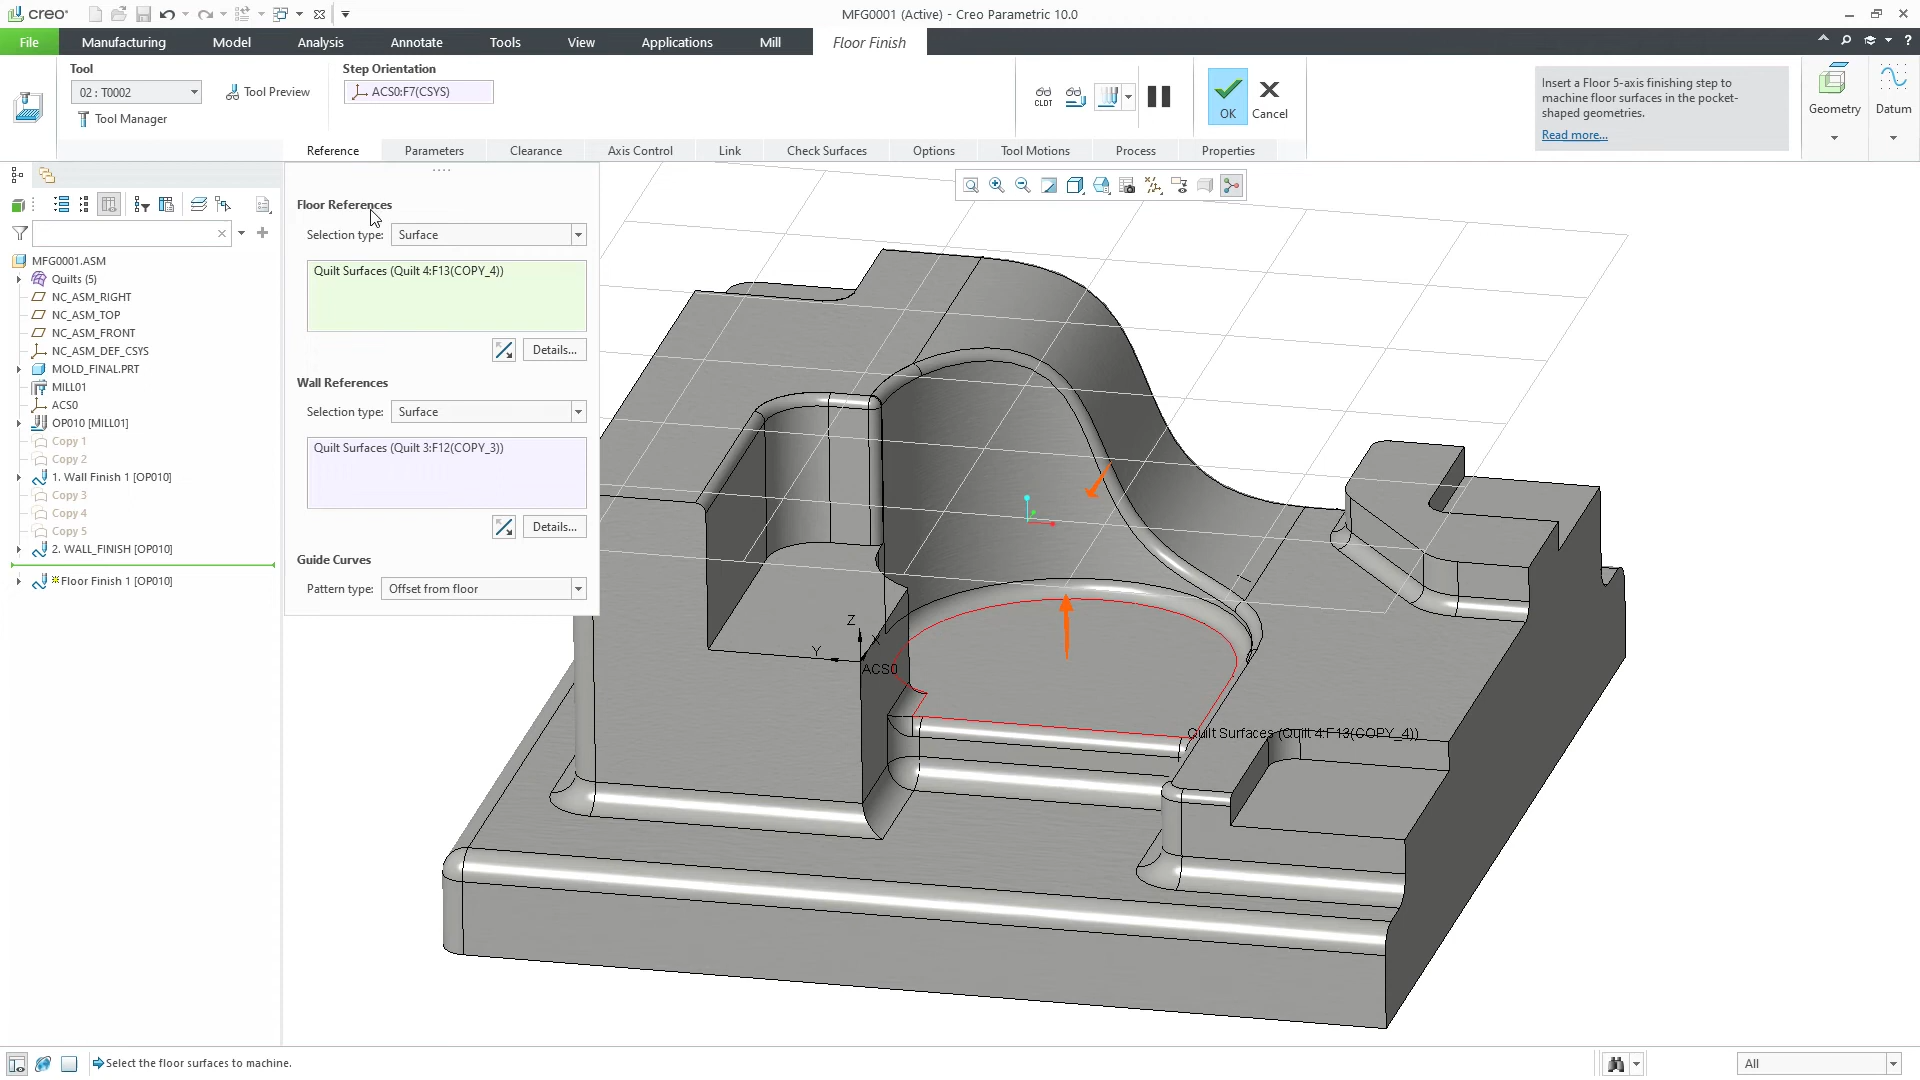 creo
MFG0001 (Active) - Creo Parametric 10.0
File
Manufacturing
Model
Analysis
Annotate
Tools
View
Applications
Mill
Floor Finish
Tool
02 : T0002
Tool Preview
Tool Manager
Step Orientation
ACS0:F7(CSYS)
CLDT
OK
Cancel
Insert a Floor 5-axis finishing step to
machine floor surfaces in the pocket-
shaped geometries.
Read more...
Geometry
Datum
Reference
Parameters
Clearance
Axis Control
Link
Check Surfaces
Options
Tool Motions
Process
Properties
MFG0001.ASM
Quilts (5)
NC_ASM_RIGHT
NC_ASM_TOP
NC_ASM_FRONT
NC_ASM_DEF_CSYS
MOLD_FINAL.PRT
MILL01
ACS0
OP010 [MILL01]
Copy 1
Copy 2
1. Wall Finish 1 [OP010]
Copy 3
Copy 4
Copy 5
2. WALL_FINISH [OP010]
*Floor Finish 1 [OP010]
Floor References
Selection type: Surface
Quilt Surfaces (Quilt 4:F13(COPY_4))
Details...
Wall References
Selection type: Surface
Quilt Surfaces (Quilt 3:F12(COPY_3))
Details...
Guide Curves
Pattern type: Offset from floor
Z
X
Y
ACS0
Quilt Surfaces (Quilt 4:F13(COPY_4))
Select the floor surfaces to machine.
All